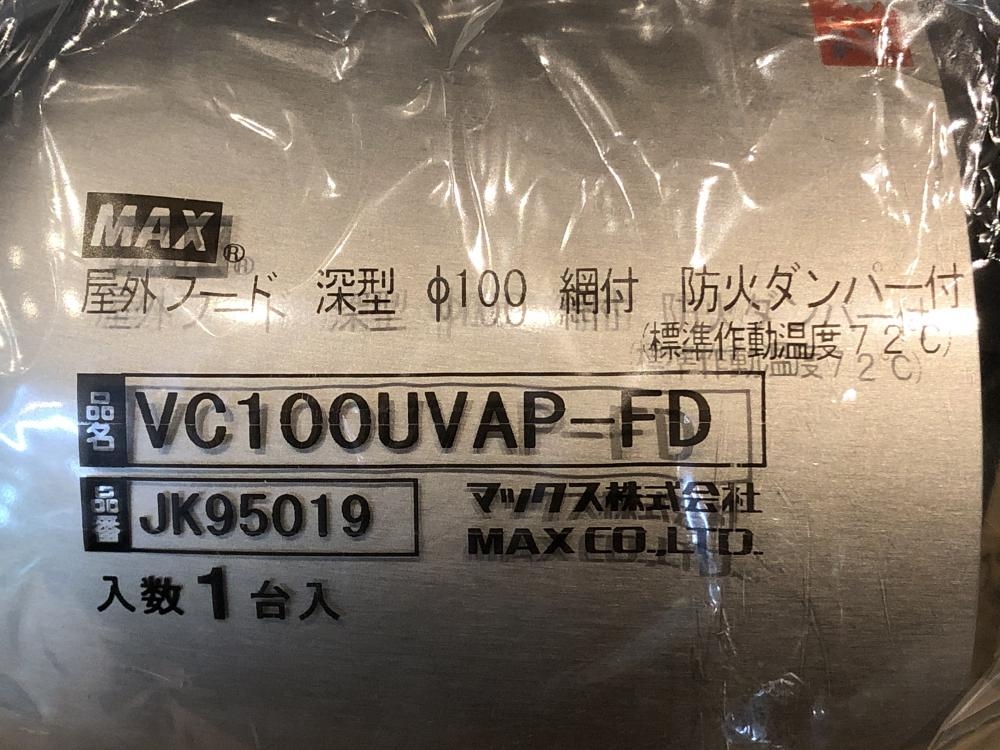 MAX®
屋外フード 深型 φ100 網付 防火ダンパー付
(標準作動温度72℃)
品名 VC100UVAP-FD
品番 JK95019
マックス株式会社
MAX CO.,LTD.
入数1台入